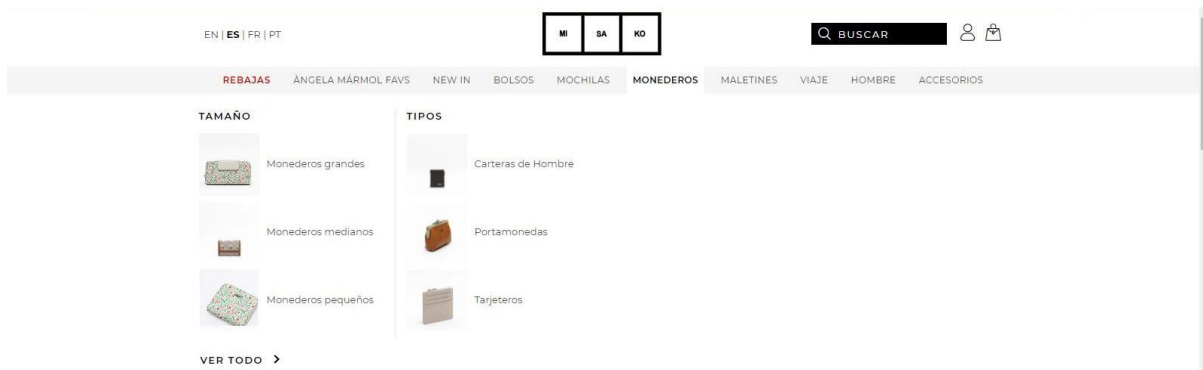 EN | ES | FR | PT
MI SA KO
BUSCAR
REBAJAS ÀNGELA MÁRMOL FAVS NEW IN BOLSOS MOCHILAS MONEDEROS MALETINES VIAJE HOMBRE ACCESORIOS
TAMAÑO
Monederos grandes
Monederos medianos
Monederos pequeños
TIPOS
Carteras de Hombre
Portamonedas
Tarjeteros
VER TODO >